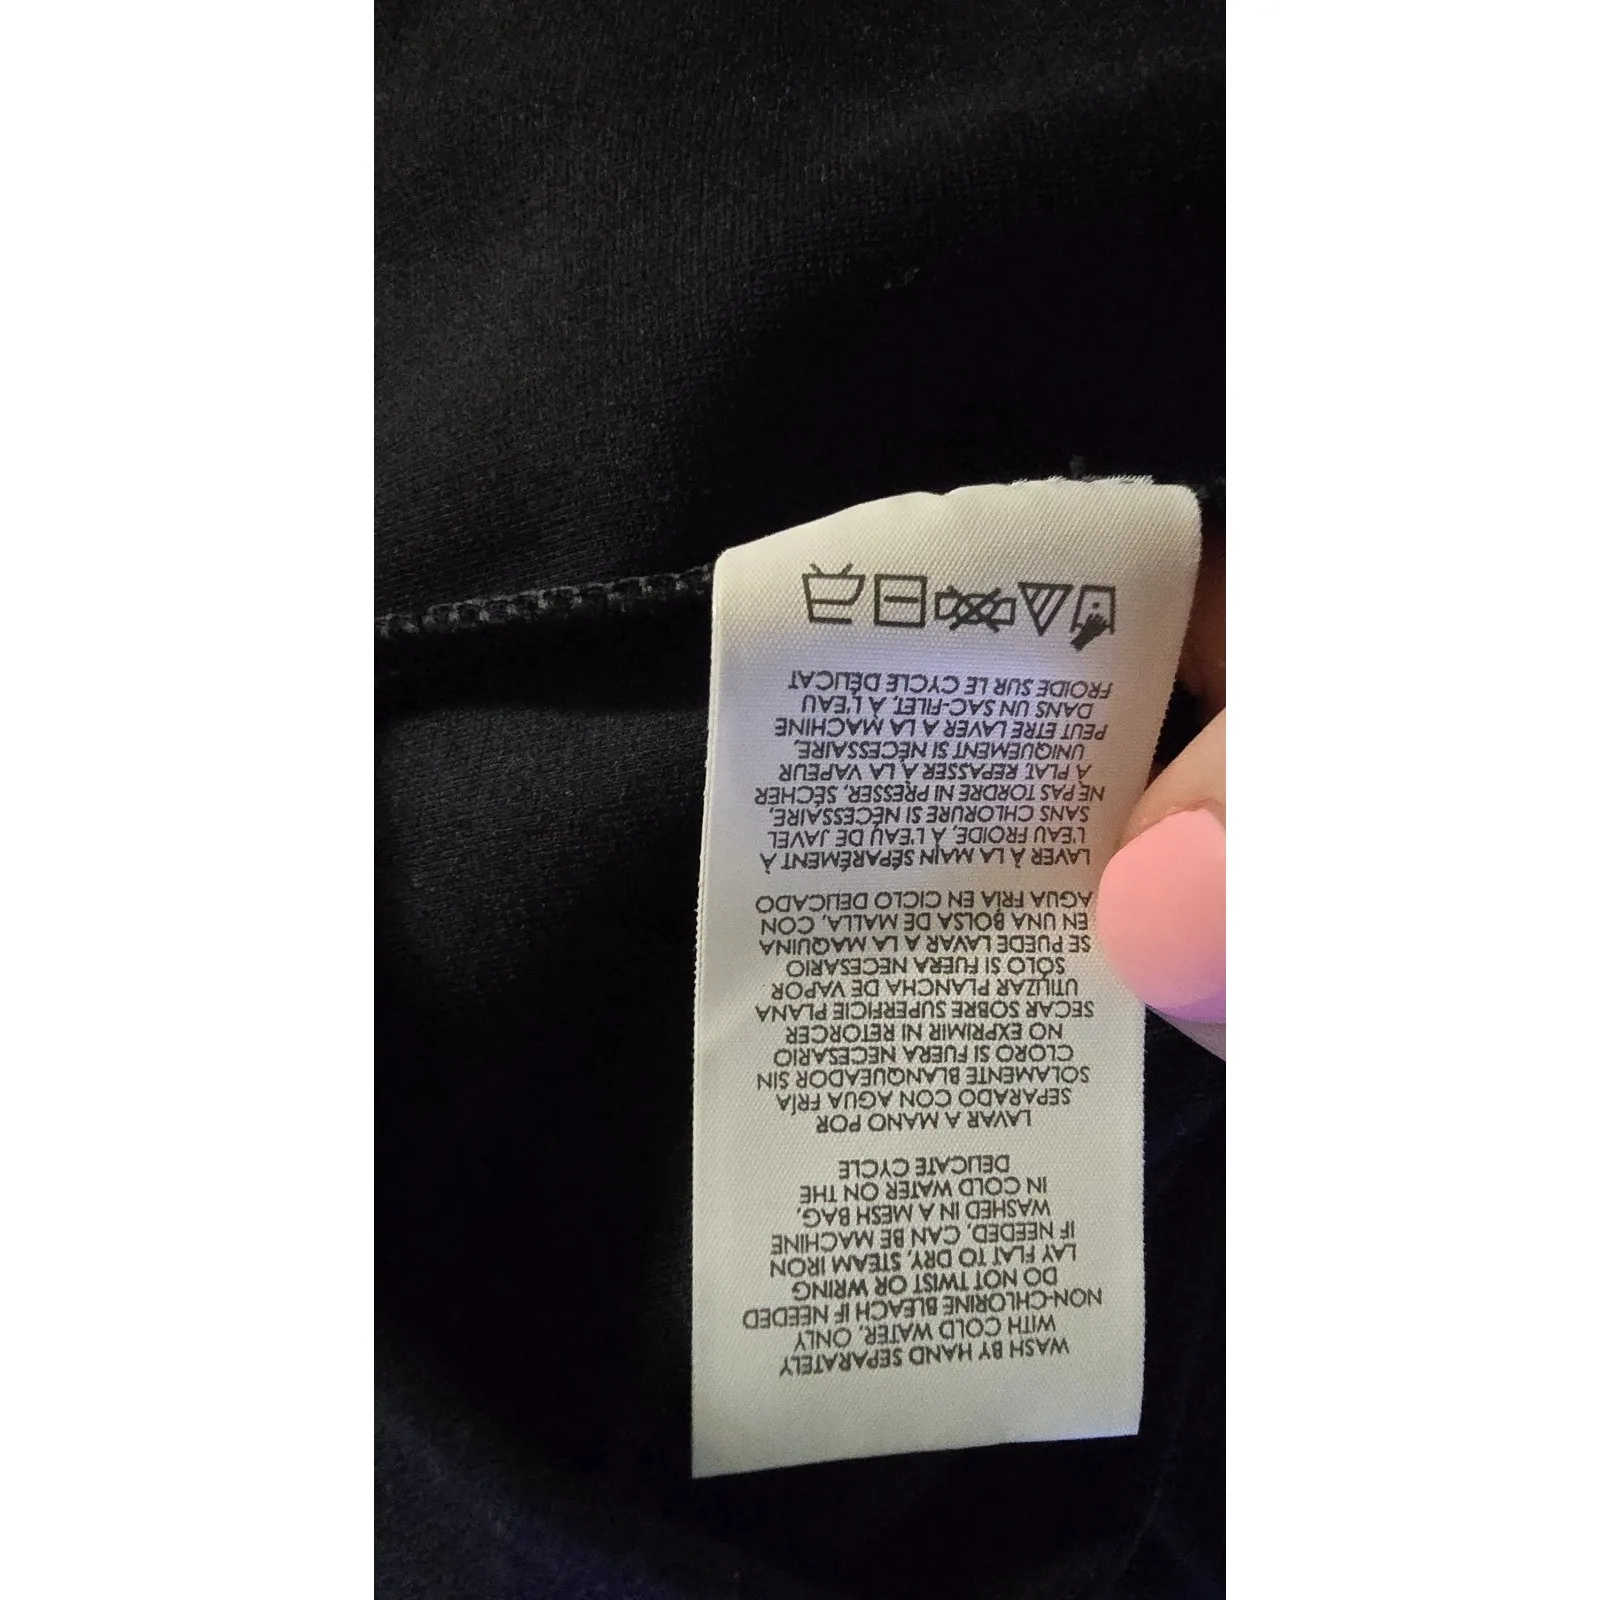 WASH BY HAND SEPARATELY
WITH COLD WATER, ONLY
NON-CHLORINE BLEACH IF NEEDED
DO NOT TWIST OR WRING
LAY FLAT TO DRY, STEAM IRON
IF NEEDED, CAN BE MACHINE
WASHED IN A MESH BAG,
IN COLD WATER ON THE
DELICATE CYCLE
LAVAR A MANO POR
SEPARADO CON AGUA FRÍA
SOLAMENTE BLANQUEADOR SIN
CLORO SI FUERA NECESARIO
NO EXPRIMIR NI RETORCER
SECAR SOBRE SUPERFICIE PLANA
UTILIZAR PLANCHA DE VAPOR
SÓLO SI FUERA NECESARIO
SE PUEDE LAVAR A LA MAQUINA
EN UNA BOLSA DE MALLA, CON
AGUA FRÍA EN CICLO DELICADO
LAVER À LA MAIN SÉPARÉMENT À
L'EAU FROIDE, À L'EAU DE JAVEL
SANS CHLORURE SI NÉCESSAIRE,
NE PAS TORDRE NI PRESSER, SÉCHER
A PLAT, REPASSER À LA VAPEUR
UNIQUEMENT SI NÉCESSAIRE,
PEUT ETRE LAVER A LA MACHINE
DANS UN SAC-FILET, À L'EAU
FROIDE SUR LE CYCLE DÉLICAT